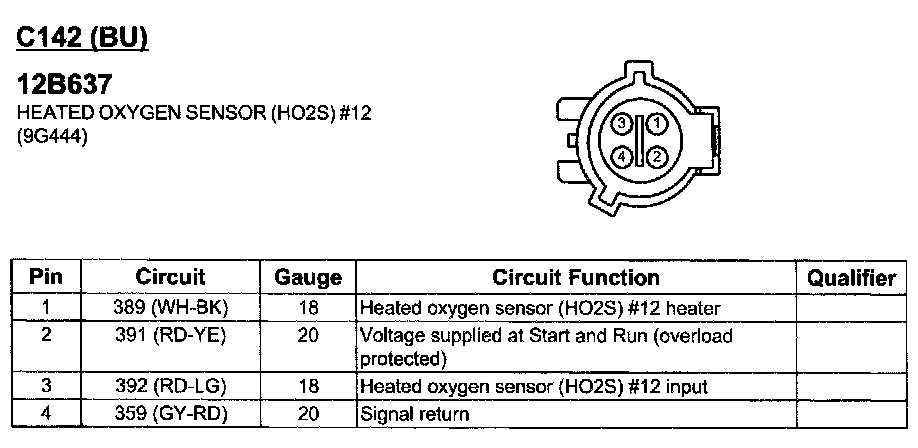 C142 (BU)
12B637
HEATED OXYGEN SENSOR (HO2S) #12
(9G444)
3 1
4 2
Pin Circuit Gauge Circuit Function Qualifier
1 389 (WH-BK) 18 Heated oxygen sensor (HO2S) #12 heater
2 391 (RD-YE) 20 Voltage supplied at Start and Run (overload
protected)
3 392 (RD-LG) 18 Heated oxygen sensor (HO2S) #12 input
4 359 (GY-RD) 20 Signal return